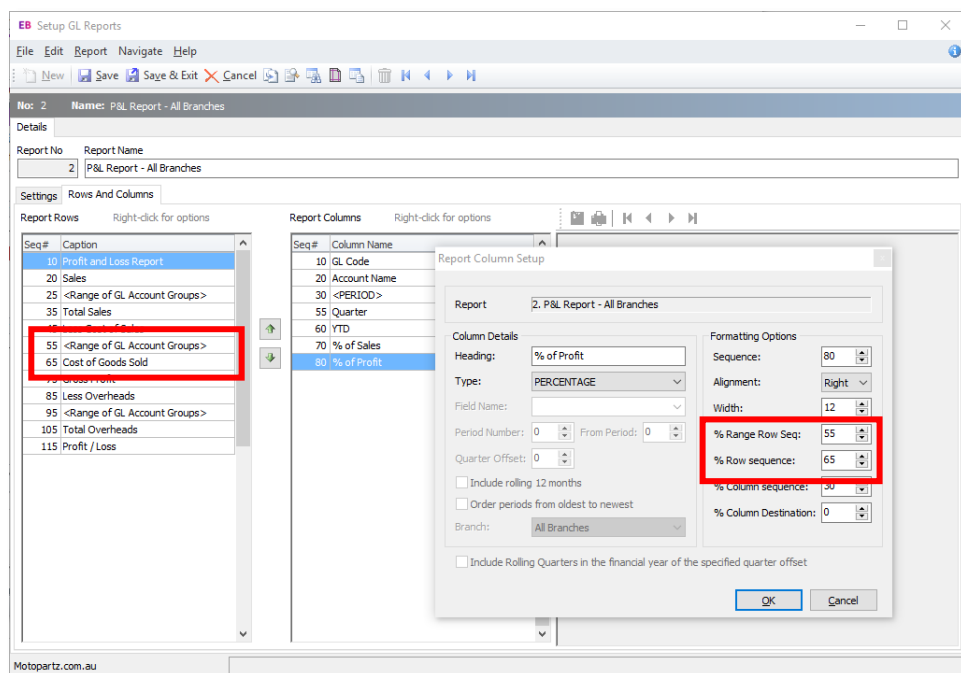 EB Setup GL Reports
File Edit Report Navigate Help
New Save Save & Exit Cancel
No: 2 Name: P&L Report - All Branches
Details
Report No Report Name
2 P&L Report - All Branches
Settings Rows And Columns
Report Rows Right-click for options
Seq# Caption
10 Profit and Loss Report
20 Sales
25 <Range of GL Account Groups>
35 Total Sales
45 Less Cost of Sales
55 <Range of GL Account Groups>
65 Cost of Goods Sold
75 Gross Profit
85 Less Overheads
95 <Range of GL Account Groups>
105 Total Overheads
115 Profit / Loss
Report Columns Right-click for options
Seq# Column Name
10 GL Code
20 Account Name
30 <PERIOD>
55 Quarter
60 YTD
70 % of Sales
80 % of Profit
Report Column Setup
Report 2. P&L Report - All Branches
Column Details
Heading: % of Profit
Type: PERCENTAGE
Field Name:
Period Number: 0 From Period: 0
Quarter Offset: 0
Include rolling 12 months
Order periods from oldest to newest
Branch: All Branches
Formatting Options
Sequence: 80
Alignment: Right
Width: 12
% Range Row Seq: 55
% Row sequence: 65
% Column sequence: 30
% Column Destination: 0
Include Rolling Quarters in the financial year of the specified quarter offset
OK Cancel
Motopartz.com.au